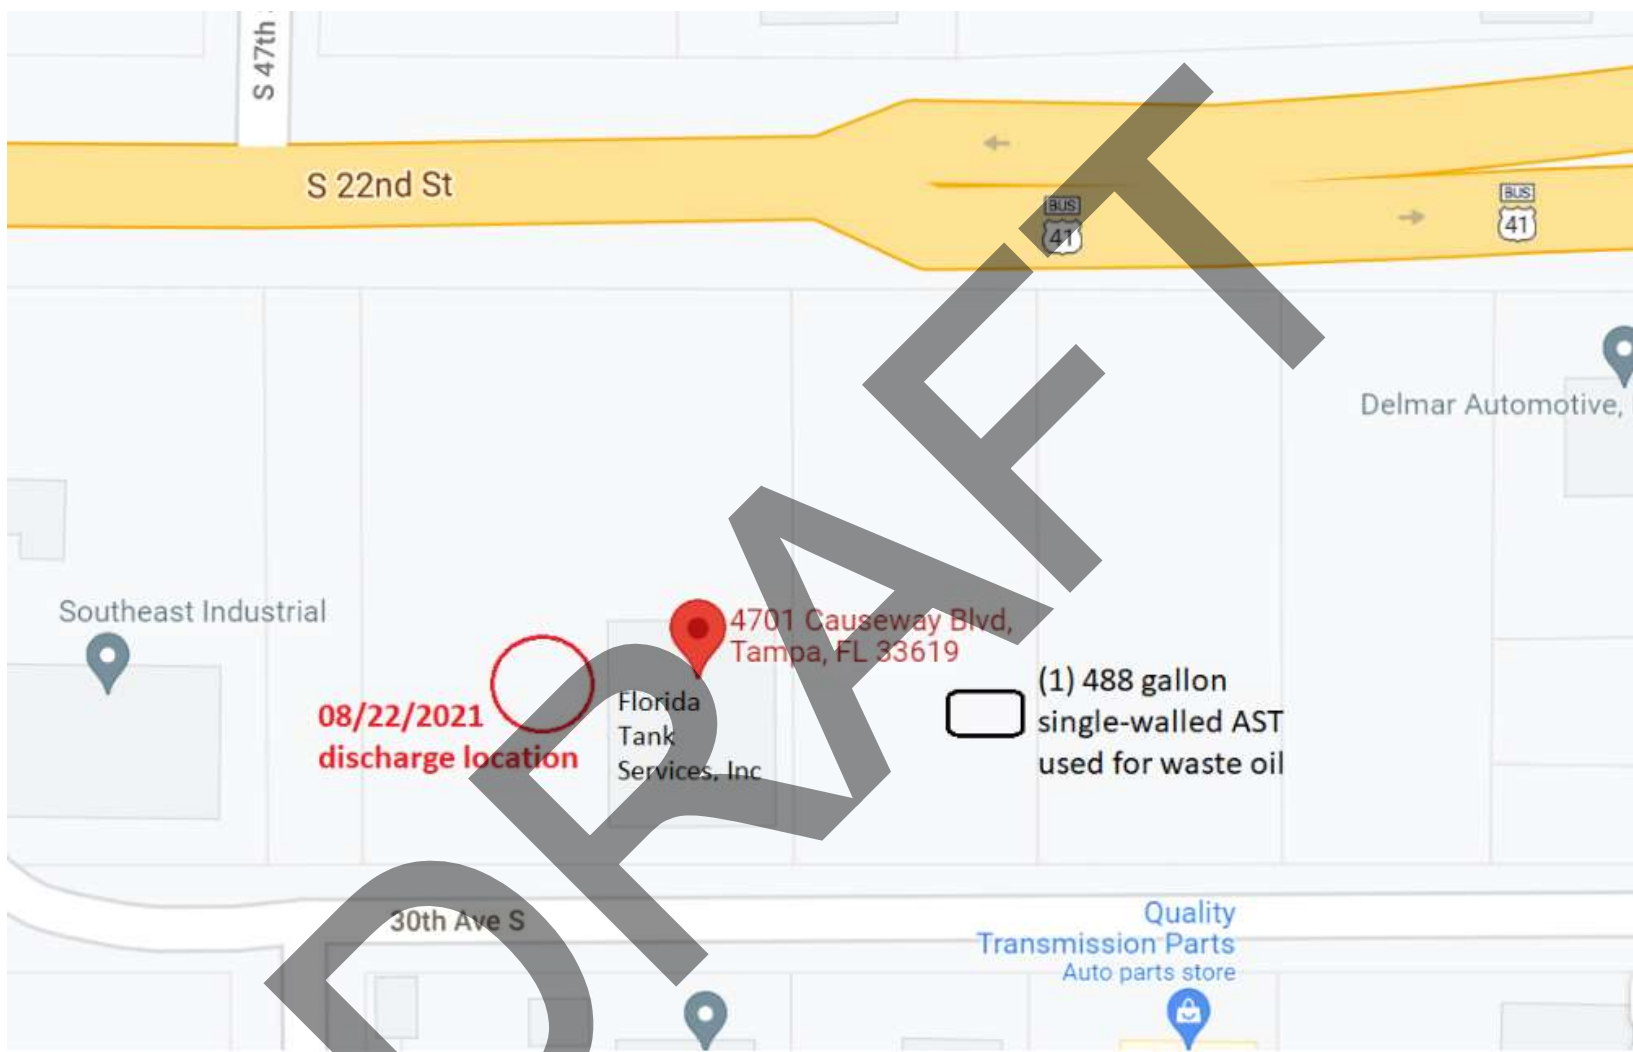 S 47th
S 22nd St
BUS
41
BUS
41
Delmar Automotive,
Southeast Industrial
4701 Causeway Blvd,
Tampa, FL 33619
08/22/2021
discharge location
Florida
Tank
Services, Inc
(1) 488 gallon
single-walled AST
used for waste oil
30th Ave S
Quality
Transmission Parts
Auto parts store
DRAFT